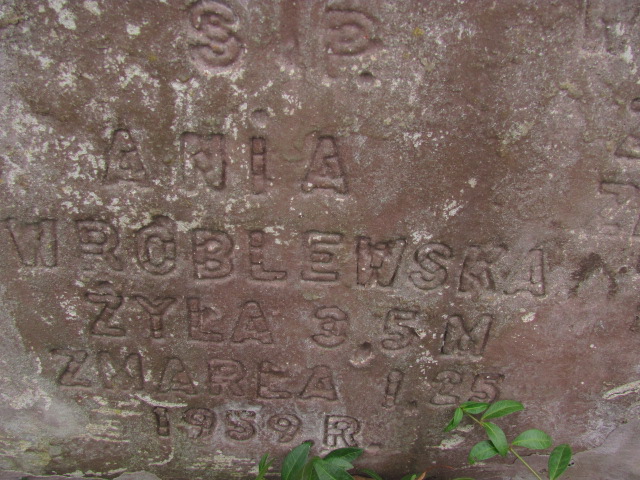 Ś P.
ANiA
WRÓBLEWSKA
ŻYŁA 3.5 M
ZMARŁA 1.25
1959 R.